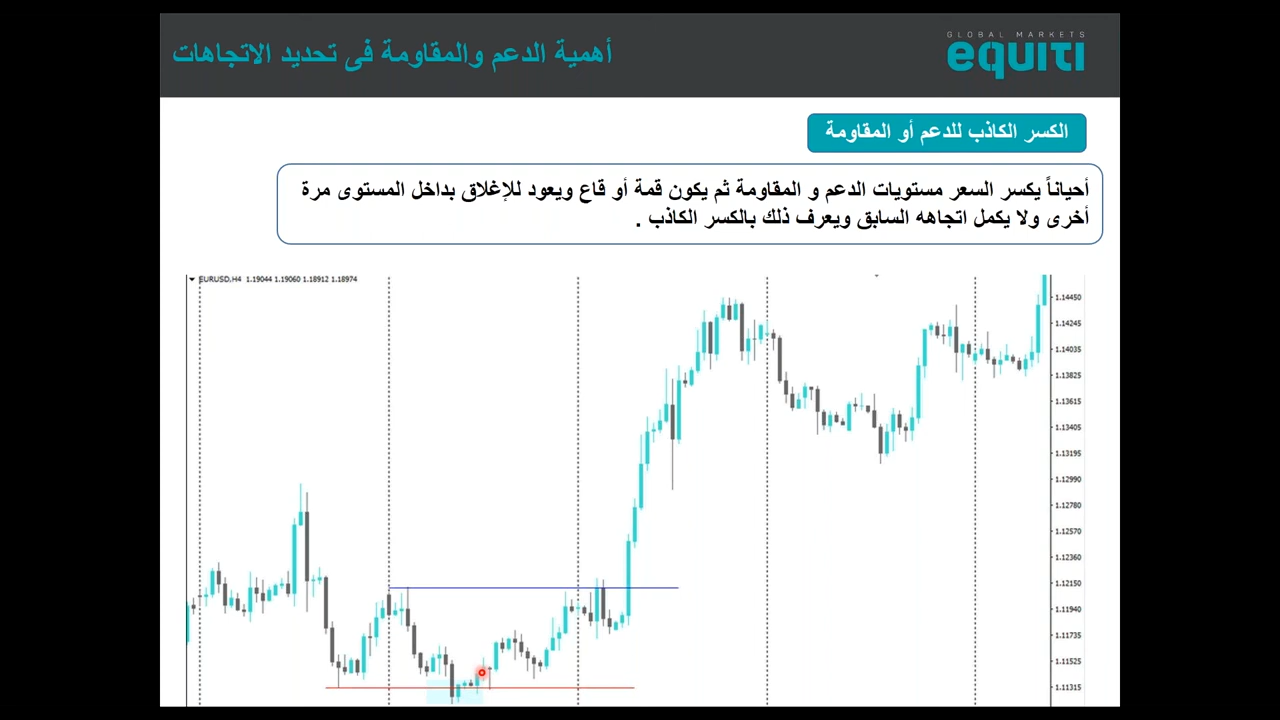 أهمية الدعم والمقاومة فى تحديد الاتجاهات
GLOBAL MARKETS
equiti
الكسر الكاذب للدعم أو المقاومة
أحياناً يكسر السعر مستويات الدعم و المقاومة ثم يكون قمة أو قاع ويعود للإغلاق بداخل المستوى مرة
أخرى ولا يكمل اتجاهه السابق ويعرف ذلك بالكسر الكاذب .
EURUSD,H4 1.19044 1.19060 1.18912 1.18974
1.14450
1.14245
1.14035
1.13825
1.13615
1.13405
1.13195
1.12990
1.12780
1.12570
1.12360
1.12150
1.11940
1.11735
1.11525
1.11315